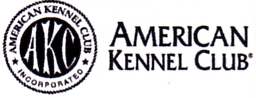 AMERICAN KENNEL CLUB
AKC
INCORPORATED
AMERICAN
KENNEL CLUB®